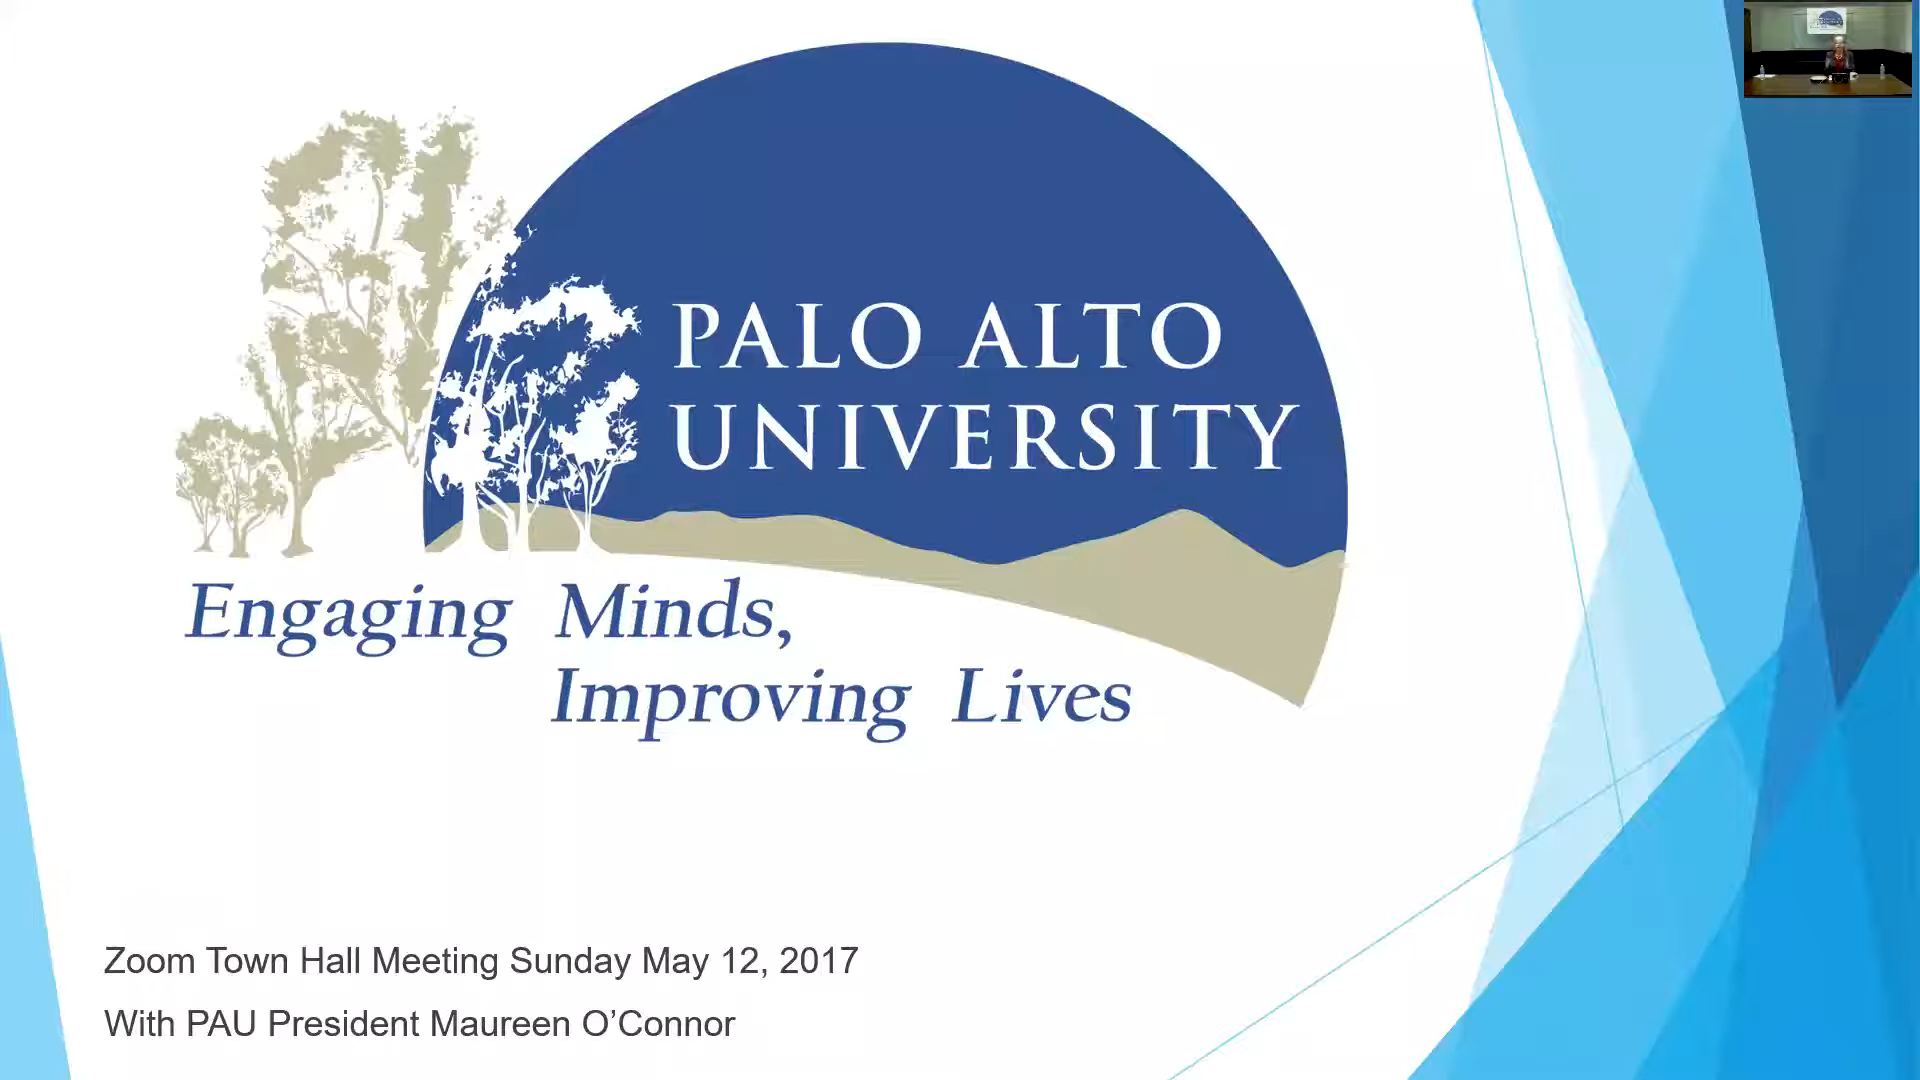 PALO ALTO
UNIVERSITY
Engaging Minds,
Improving Lives
Zoom Town Hall Meeting Sunday May 12, 2017
With PAU President Maureen O’Connor